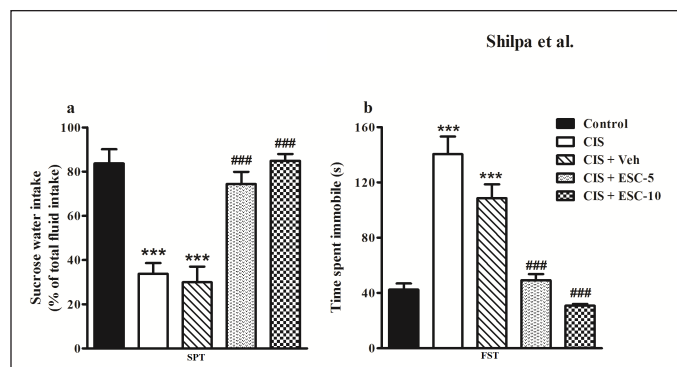 Shilpa et al.
a
Sucrose water intake
(% of total fluid intake)
100
80
60
40
20
0
***
***
###
###
SPT
b
Time spent immobile (s)
160
120
80
40
0
***
***
###
###
FST
Control
CIS
CIS + Veh
CIS + ESC-5
CIS + ESC-10